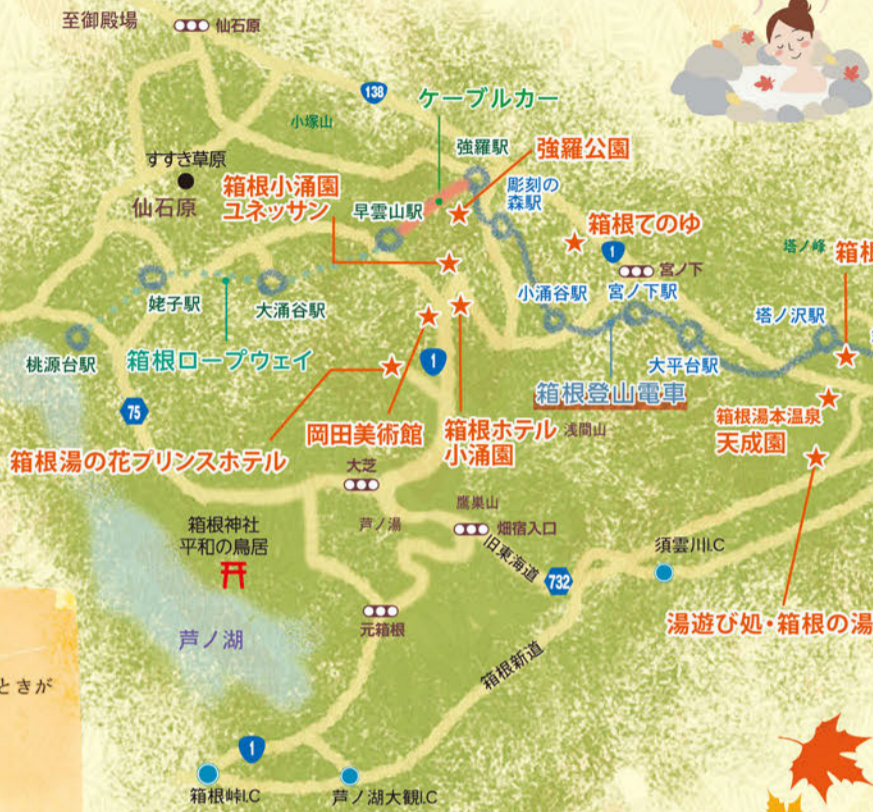 至御殿場
仙石原
138
ケーブルカー
小塚山
強羅駅
強羅公園
すすき草原
仙石原
箱根小涌園
ユネッサン
早雲山駅
彫刻の
森駅
箱根てのゆ
1
宮ノ下
塔ノ峰
箱根
姥子駅
大涌谷駅
小涌谷駅
宮ノ下駅
塔ノ沢駅
桃源台駅
箱根ロープウェイ
1
大平台駅
75
箱根登山電車
岡田美術館
箱根ホテル
小涌園
浅間山
箱根湯本温泉
天成園
箱根湯の花プリンスホテル
大芝
鷹巣山
芦ノ湯
畑宿入口
箱根神社
平和の鳥居
旧東海道
732
須雲川I.C
元箱根
湯遊び処・箱根の湯
芦ノ湖
箱根新道
ときが
1
箱根峠I.C
芦ノ湖大観I.C